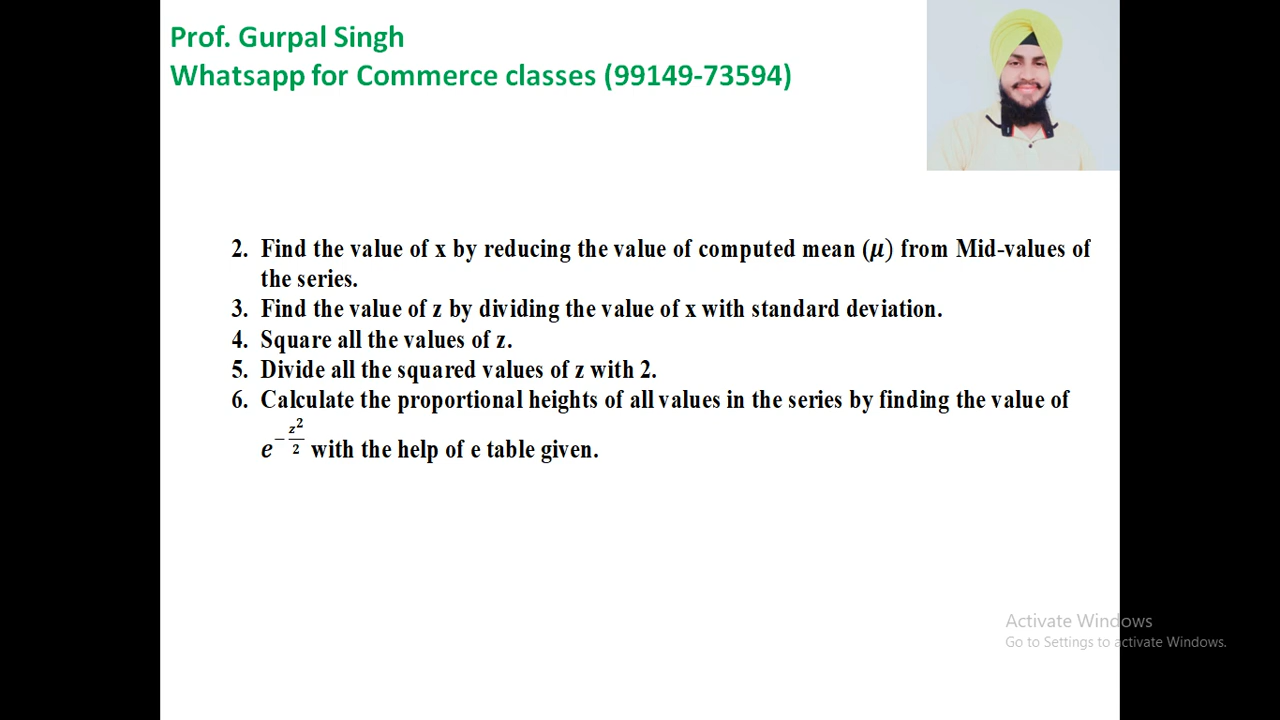 Prof. Gurpal Singh
Whatsapp for Commerce classes (99149-73594)
2. Find the value of x by reducing the value of computed mean (μ) from Mid-values of
the series.
3. Find the value of z by dividing the value of x with standard deviation.
4. Square all the values of z.
5. Divide all the squared values of z with 2.
6. Calculate the proportional heights of all values in the series by finding the value of
e^{-\frac{z^2}{2}} with the help of e table given.
Activate Windows
Go to Settings to activate Windows.